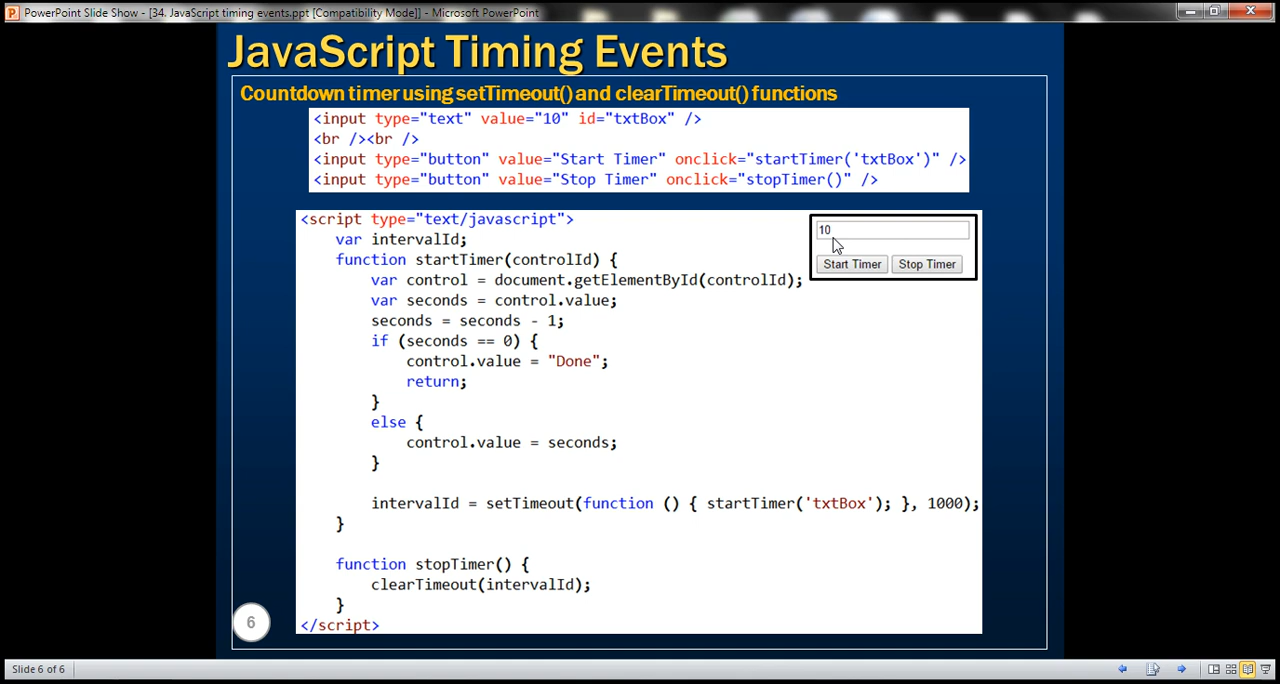 PowerPoint Slide Show - [34. JavaScript timing events.ppt [Compatibility Mode]] - Microsoft PowerPoint
JavaScript Timing Events
Countdown timer using setTimeout() and clearTimeout() functions
<input type="text" value="10" id="txtBox" />
<br /><br />
<input type="button" value="Start Timer" onclick="startTimer('txtBox')" />
<input type="button" value="Stop Timer" onclick="stopTimer()" />
<script type="text/javascript">
var intervalId;
function startTimer(controlId) {
var control = document.getElementById(controlId);
var seconds = control.value;
seconds = seconds - 1;
if (seconds == 0) {
control.value = "Done";
return;
}
else {
control.value = seconds;
}
intervalId = setTimeout(function () { startTimer('txtBox'); }, 1000);
}
function stopTimer() {
clearTimeout(intervalId);
}
</script>
10
Start Timer Stop Timer
6
Slide 6 of 6